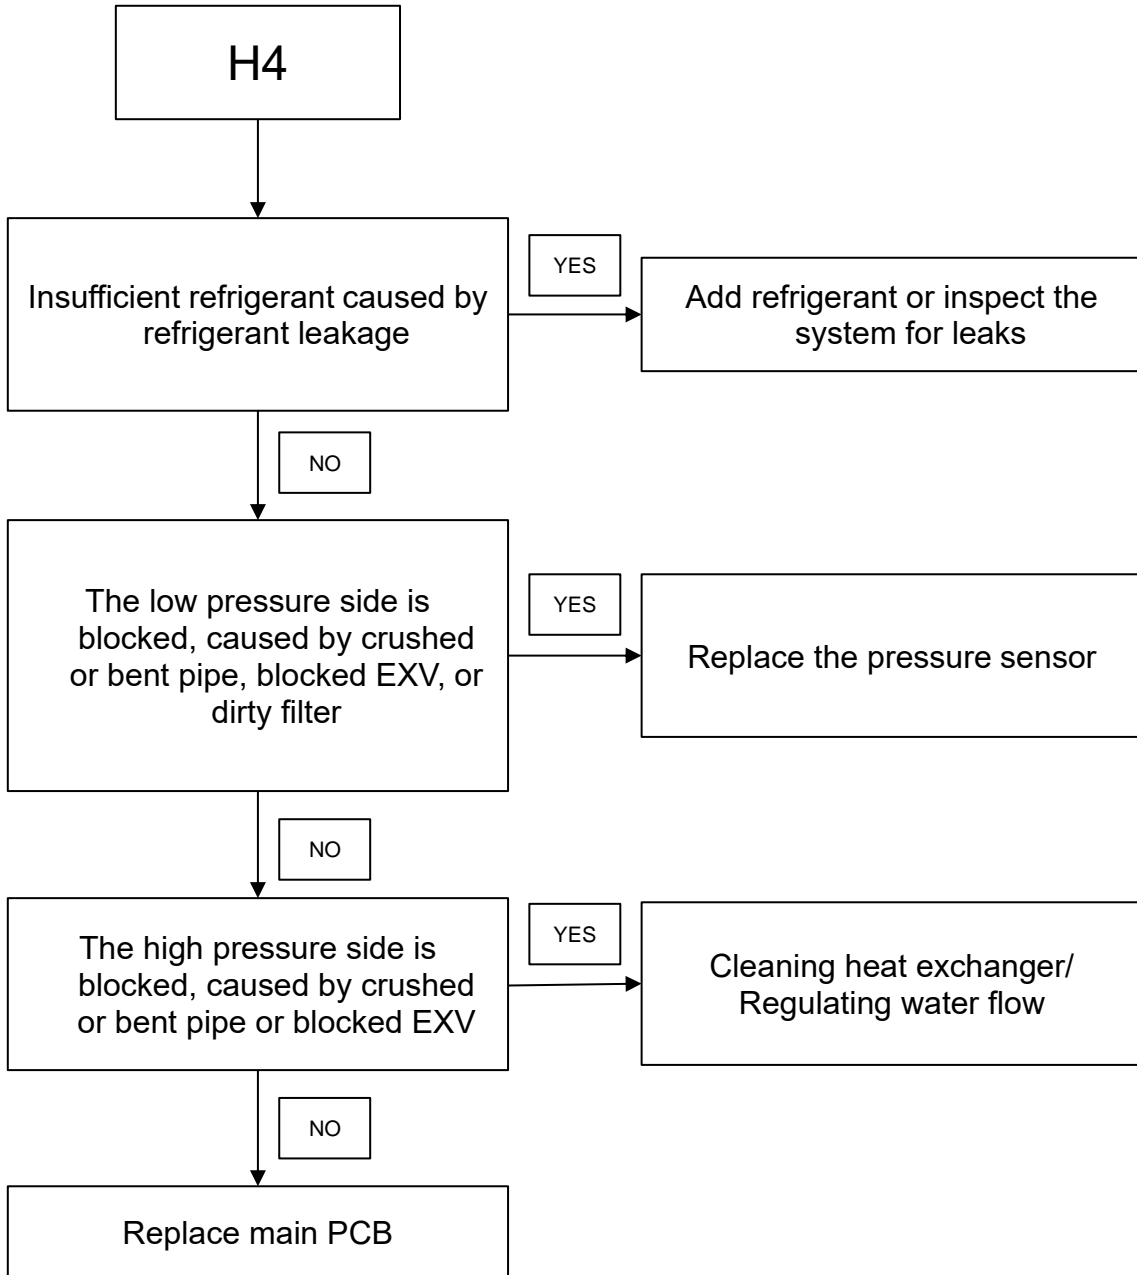 H4
Insufficient refrigerant caused by
refrigerant leakage
YES
Add refrigerant or inspect the
system for leaks
NO
The low pressure side is
blocked, caused by crushed
or bent pipe, blocked EXV, or
dirty filter
YES
Replace the pressure sensor
NO
The high pressure side is
blocked, caused by crushed
or bent pipe or blocked EXV
YES
Cleaning heat exchanger/
Regulating water flow
NO
Replace main PCB